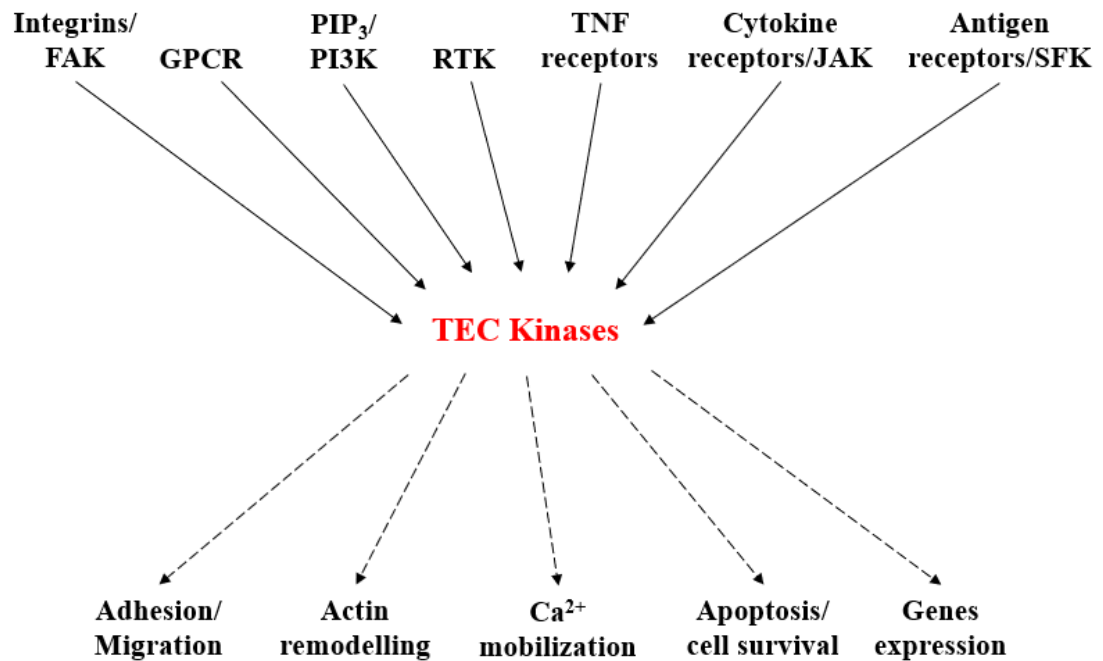 Integrins/
FAK
GPCR
PIP₃/
PI3K
RTK
TNF
receptors
Cytokine
receptors/JAK
Antigen
receptors/SFK
TEC Kinases
Adhesion/
Migration
Actin
remodelling
Ca²⁺
mobilization
Apoptosis/
cell survival
Genes
expression